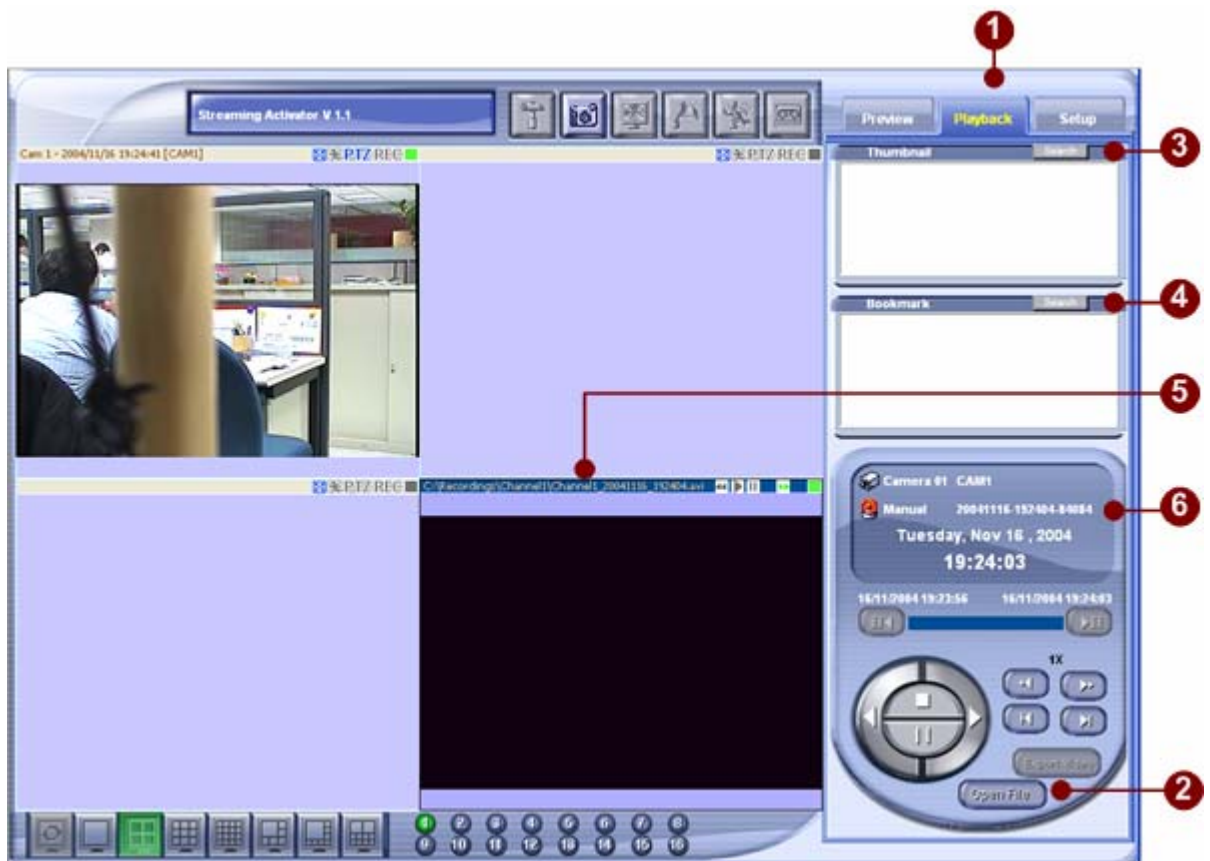 1
Streaming Activator V 1.1
Preview Playback Setup
Cam 1 - 2004/11/16 19:24:41 [CAM1] P.T.Z REC
P.T.Z REC
Thumbnail Search
3
Bookmark Search
4
5
P.T.Z REC
C:\Recordings\Channel1\Channel1_20041116_192404.avi
Camera 01 CAM1
Manual 20041116-192404-84084
6
Tuesday, Nov 16 , 2004
19:24:03
16/11/2004 19:23:56 16/11/2004 19:24:03
1X
Export Video
Open File
2
1 2 3 4 5 6 7 8
9 10 11 12 13 14 15 16